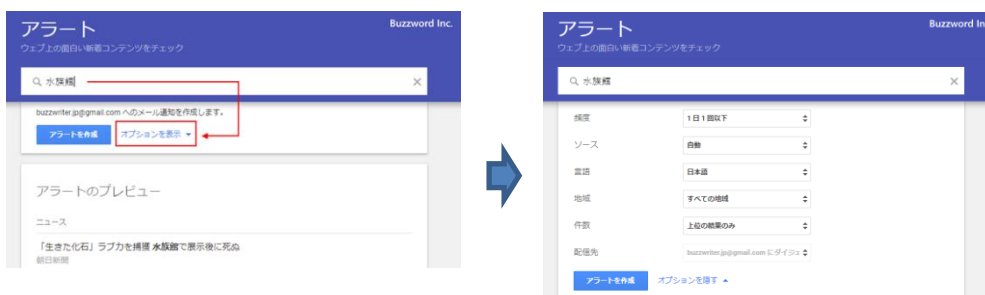 アラート
Buzzword Inc.
ウェブ上の面白い新着コンテンツをチェック
水族館
buzzwriter.jp@gmail.com へのメール通知を作成します。
アラートを作成 オプションを表示
アラートのプレビュー
ニュース
「生きた化石」ラブカを捕獲 水族館で展示後に死ぬ
朝日新聞
アラート
Buzzword In
ウェブ上の面白い新着コンテンツをチェック
水族館
頻度 1 日 1 回以下
ソース 自動
言語 日本語
地域 すべての地域
件数 上位の結果のみ
配信先 buzzwriter.jp@gmail.com にダイジェ
アラートを作成 オプションを隠す